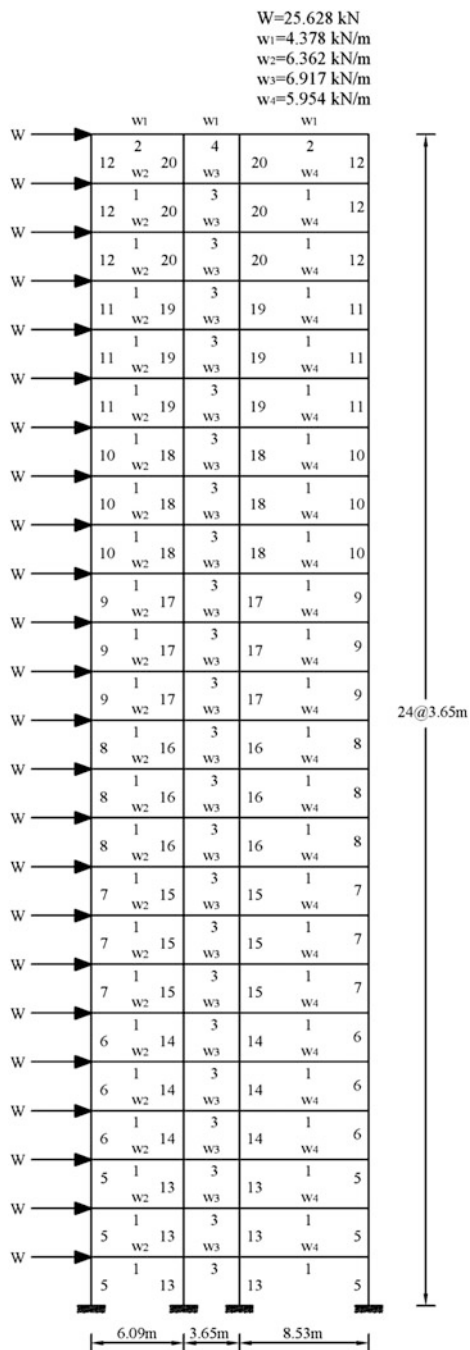 W=25.628 kN
w1=4.378 kN/m
w2=6.362 kN/m
w3=6.917 kN/m
w4=5.954 kN/m
w1 w1 w1
W
2 4 2
12 20 20 12
w2 w3 w4
W
1 3 1
12 20 20 12
w2 w3 w4
W
1 3 1
12 20 20 12
w2 w3 w4
W
1 3 1
11 19 19 11
w2 w3 w4
W
1 3 1
11 19 19 11
w2 w3 w4
W
1 3 1
11 19 19 11
w2 w3 w4
W
1 3 1
10 18 18 10
w2 w3 w4
W
1 3 1
10 18 18 10
w2 w3 w4
W
1 3 1
10 18 18 10
w2 w3 w4
W
1 3 1
9 17 17 9
w2 w3 w4
W
1 3 1
9 17 17 9
w2 w3 w4
W
1 3 1
9 17 17 9
w2 w3 w4
24@3.65m
W
1 3 1
8 16 16 8
w2 w3 w4
W
1 3 1
8 16 16 8
w2 w3 w4
W
1 3 1
8 16 16 8
w2 w3 w4
W
1 3 1
7 15 15 7
w2 w3 w4
W
1 3 1
7 15 15 7
w2 w3 w4
W
1 3 1
7 15 15 7
w2 w3 w4
W
1 3 1
6 14 14 6
w2 w3 w4
W
1 3 1
6 14 14 6
w2 w3 w4
W
1 3 1
6 14 14 6
w2 w3 w4
W
1 3 1
5 13 13 5
w2 w3 w4
W
1 3 1
5 13 13 5
w2 w3 w4
W
1 3 1
5 13 13 5
6.09m 3.65m 8.53m